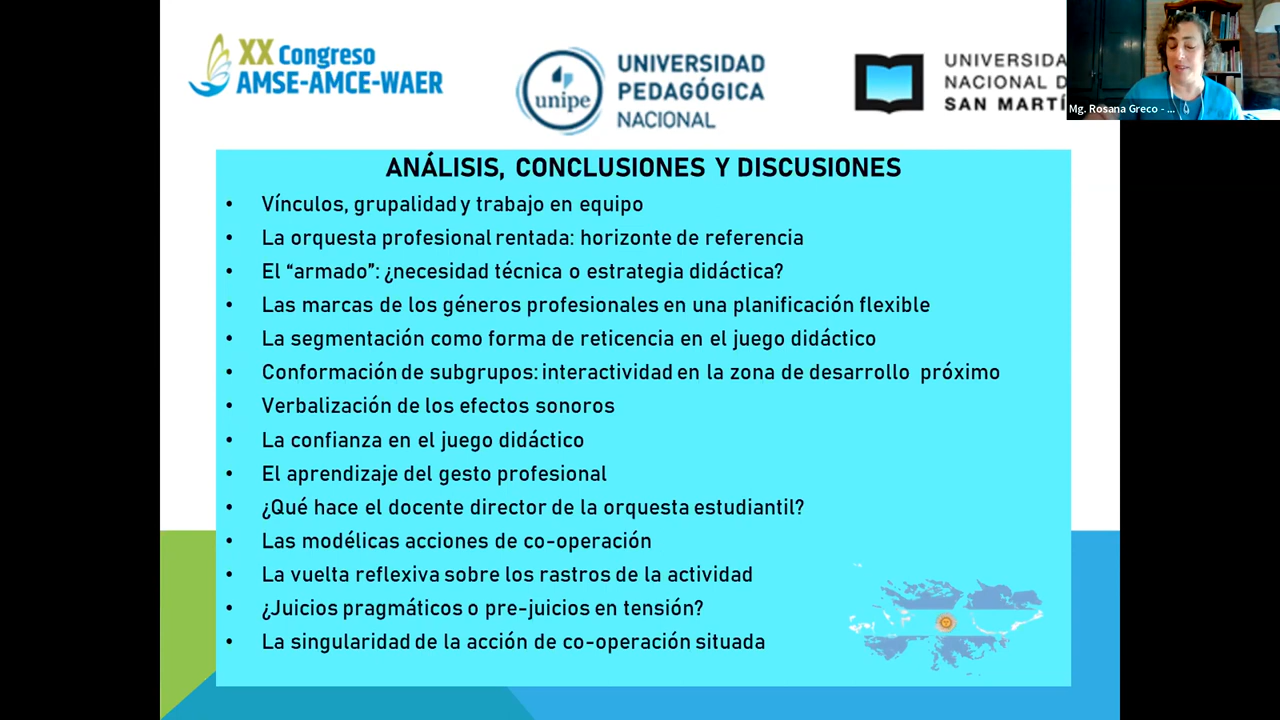 XX Congreso
AMSE-AMCE-WAER
unipe
UNIVERSIDAD
PEDAGÓGICA
NACIONAL
UNIVERSIDA
NACIONAL D
SAN MARTÍ
Mg. Rosana Greco - ...
ANÁLISIS, CONCLUSIONES Y DISCUSIONES
• Vínculos, grupalidad y trabajo en equipo
• La orquesta profesional rentada: horizonte de referencia
• El “armado”: ¿necesidad técnica o estrategia didáctica?
• Las marcas de los géneros profesionales en una planificación flexible
• La segmentación como forma de reticencia en el juego didáctico
• Conformación de subgrupos: interactividad en la zona de desarrollo próximo
• Verbalización de los efectos sonoros
• La confianza en el juego didáctico
• El aprendizaje del gesto profesional
• ¿Qué hace el docente director de la orquesta estudiantil?
• Las modélicas acciones de co-operación
• La vuelta reflexiva sobre los rastros de la actividad
• ¿Juicios pragmáticos o pre-juicios en tensión?
• La singularidad de la acción de co-operación situada